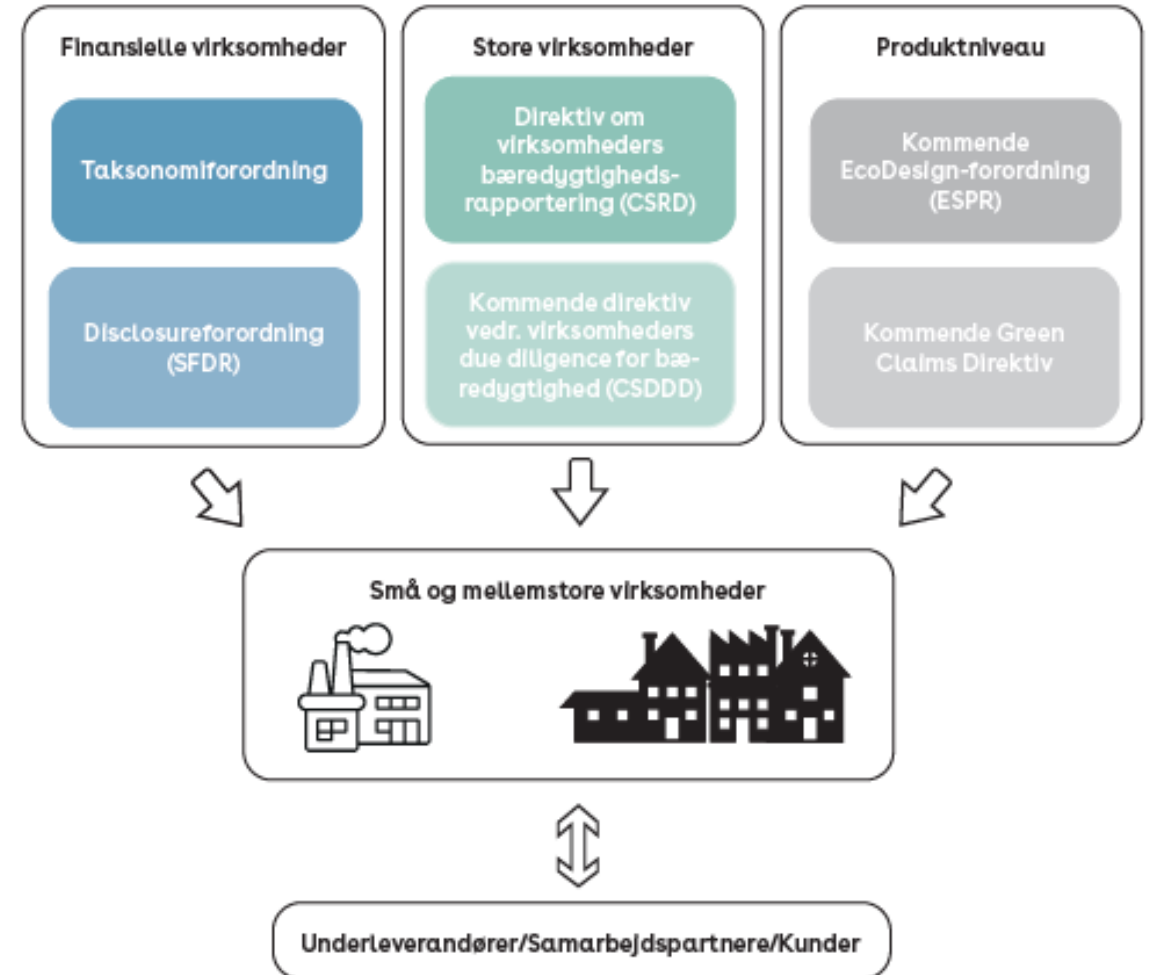 Finansielle virksomheder
Taksonomiforordning
Disclosureforordning
(SFDR)
Store virksomheder
Direktiv om
virksomheders
bæredygtigheds-
rapportering (CSRD)
Kommende direktiv
vedr. virksomheders
due diligence for bæ-
redygtighed (CSDDD)
Produktniveau
Kommende
EcoDesign-forordning
(ESPR)
Kommende Green
Claims Direktiv
Små og mellemstore virksomheder
Underleverandører/Samarbejdspartnere/Kunder